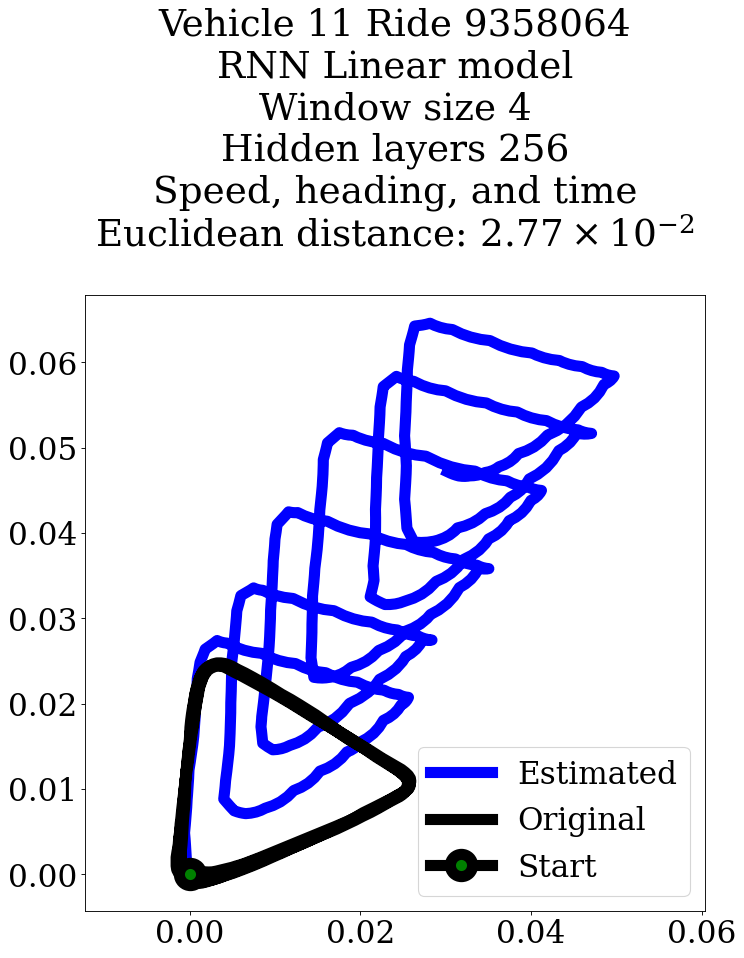 Vehicle 11 Ride 9358064
RNN Linear model
Window size 4
Hidden layers 256
Speed, heading, and time
Euclidean distance: 2.77 × 10⁻²
0.06
0.05
0.04
0.03
0.02
0.01
0.00
Estimated
Original
Start
0.00 0.02 0.04 0.06